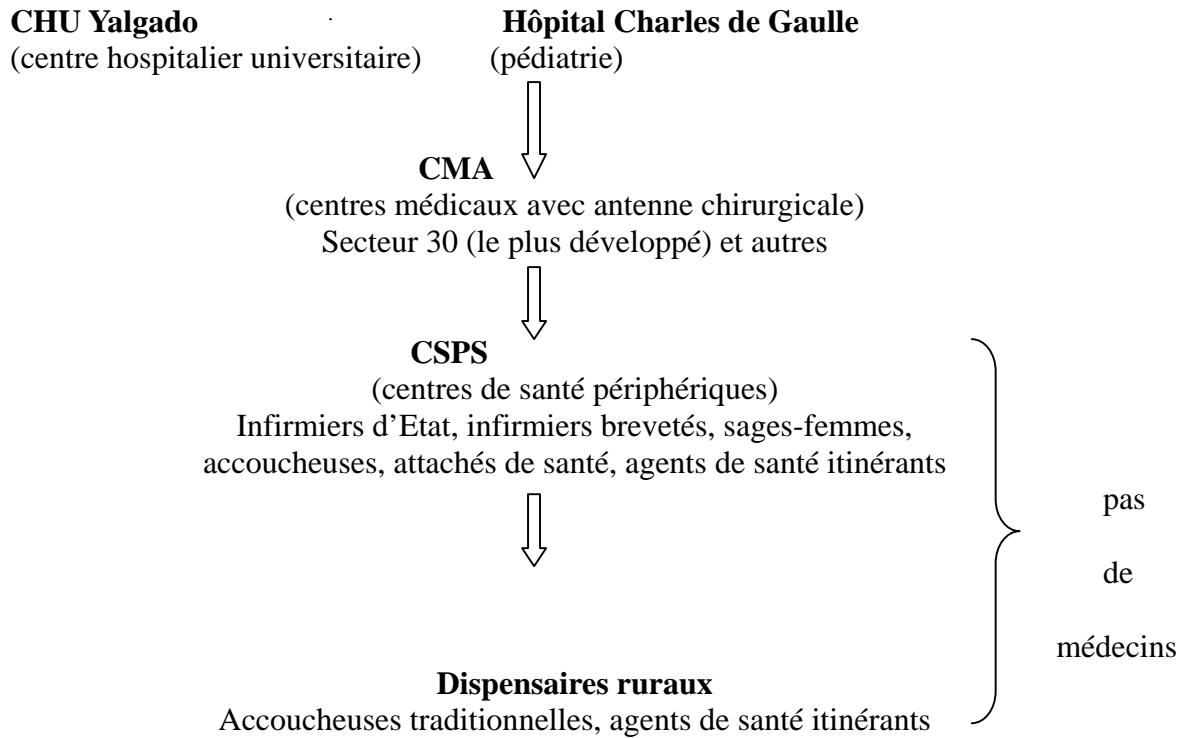 CHU Yalgado Hôpital Charles de Gaulle
(centre hospitalier universitaire) (pédiatrie)
CMA
(centres médicaux avec antenne chirurgicale)
Secteur 30 (le plus développé) et autres
CSPS
(centres de santé périphériques)
Infirmiers d’Etat, infirmiers brevetés, sages-femmes,
accoucheuses, attachés de santé, agents de santé itinérants
pas
de
médecins
Dispensaires ruraux
Accoucheuses traditionnelles, agents de santé itinérants